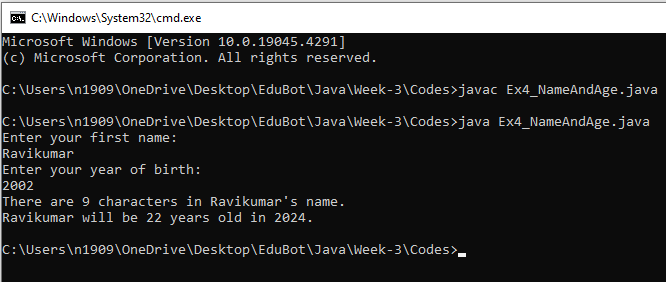 C:\Windows\System32\cmd.exe
Microsoft Windows [Version 10.0.19045.4291]
(c) Microsoft Corporation. All rights reserved.
C:\Users\n1909\OneDrive\Desktop\EduBot\Java\Week-3\Codes>javac Ex4_NameAndAge.java
C:\Users\n1909\OneDrive\Desktop\EduBot\Java\Week-3\Codes>java Ex4_NameAndAge.java
Enter your first name:
Ravikumar
Enter your year of birth:
2002
There are 9 characters in Ravikumar's name.
Ravikumar will be 22 years old in 2024.
C:\Users\n1909\OneDrive\Desktop\EduBot\Java\Week-3\Codes>